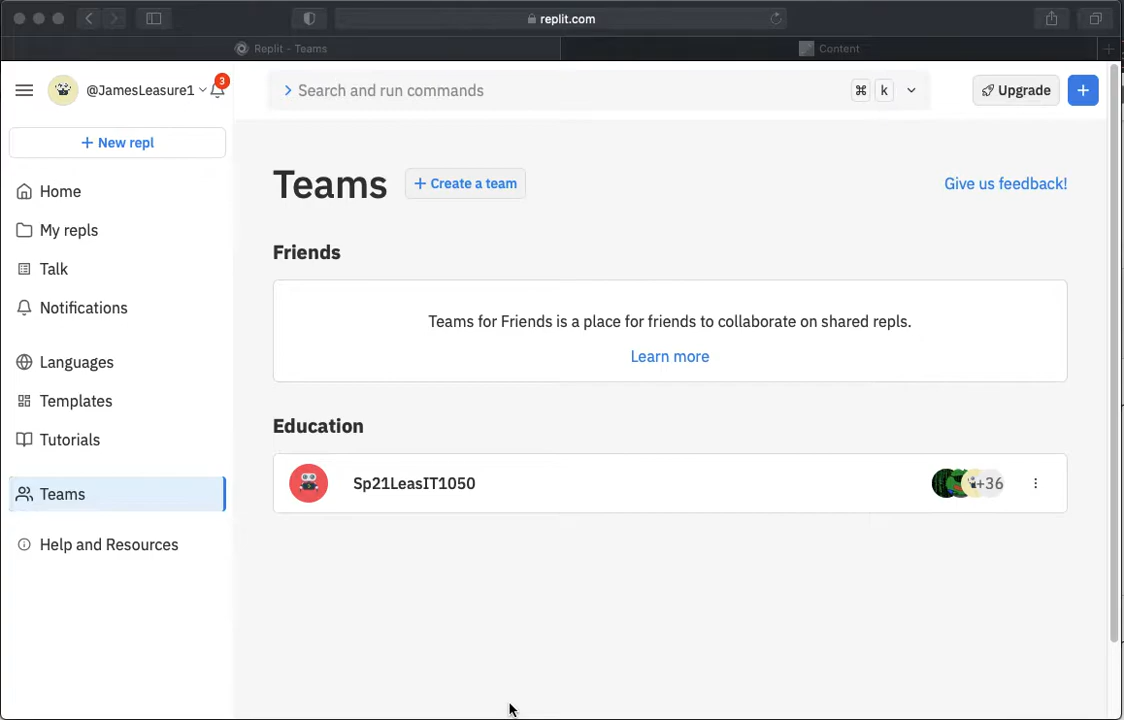 replit.com
Replit - Teams
Content
@JamesLeasure1
3
Search and run commands
⌘ k
Upgrade
+ New repl
Home
My repls
Talk
Notifications
Languages
Templates
Tutorials
Teams
Help and Resources
Teams
+ Create a team
Give us feedback!
Friends
Teams for Friends is a place for friends to collaborate on shared repls.
Learn more
Education
Sp21LeasIT1050
+36